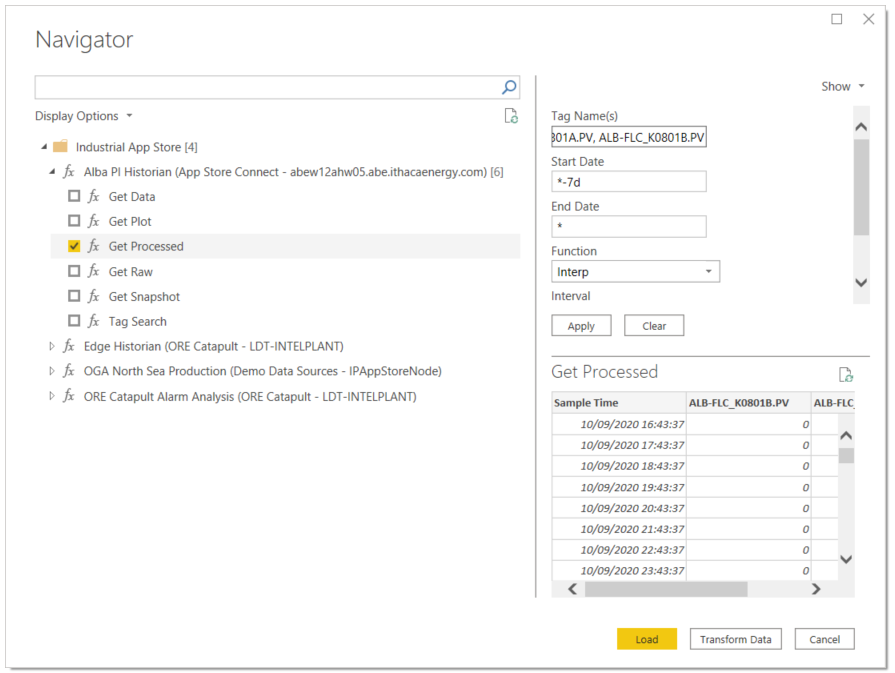 Navigator
Display Options
Industrial App Store [4]
fx Alba PI Historian (App Store Connect - abew12ahw05.abe.ithacaenergy.com) [6]
fx Get Data
fx Get Plot
fx Get Processed
fx Get Raw
fx Get Snapshot
fx Tag Search
fx Edge Historian (ORE Catapult - LDT-INTELPLANT)
fx OGA North Sea Production (Demo Data Sources - IPAppStoreNode)
fx ORE Catapult Alarm Analysis (ORE Catapult - LDT-INTELPLANT)
Show
Tag Name(s)
801A.PV, ALB-FLC_K0801B.PV
Start Date
*-7d
End Date
*
Function
Interp
Interval
Apply Clear
Get Processed
Sample Time ALB-FLC_K0801B.PV ALB-FLC_
10/09/2020 16:43:37 0
10/09/2020 17:43:37 0
10/09/2020 18:43:37 0
10/09/2020 19:43:37 0
10/09/2020 20:43:37 0
10/09/2020 21:43:37 0
10/09/2020 22:43:37 0
10/09/2020 23:43:37 0
Load Transform Data Cancel